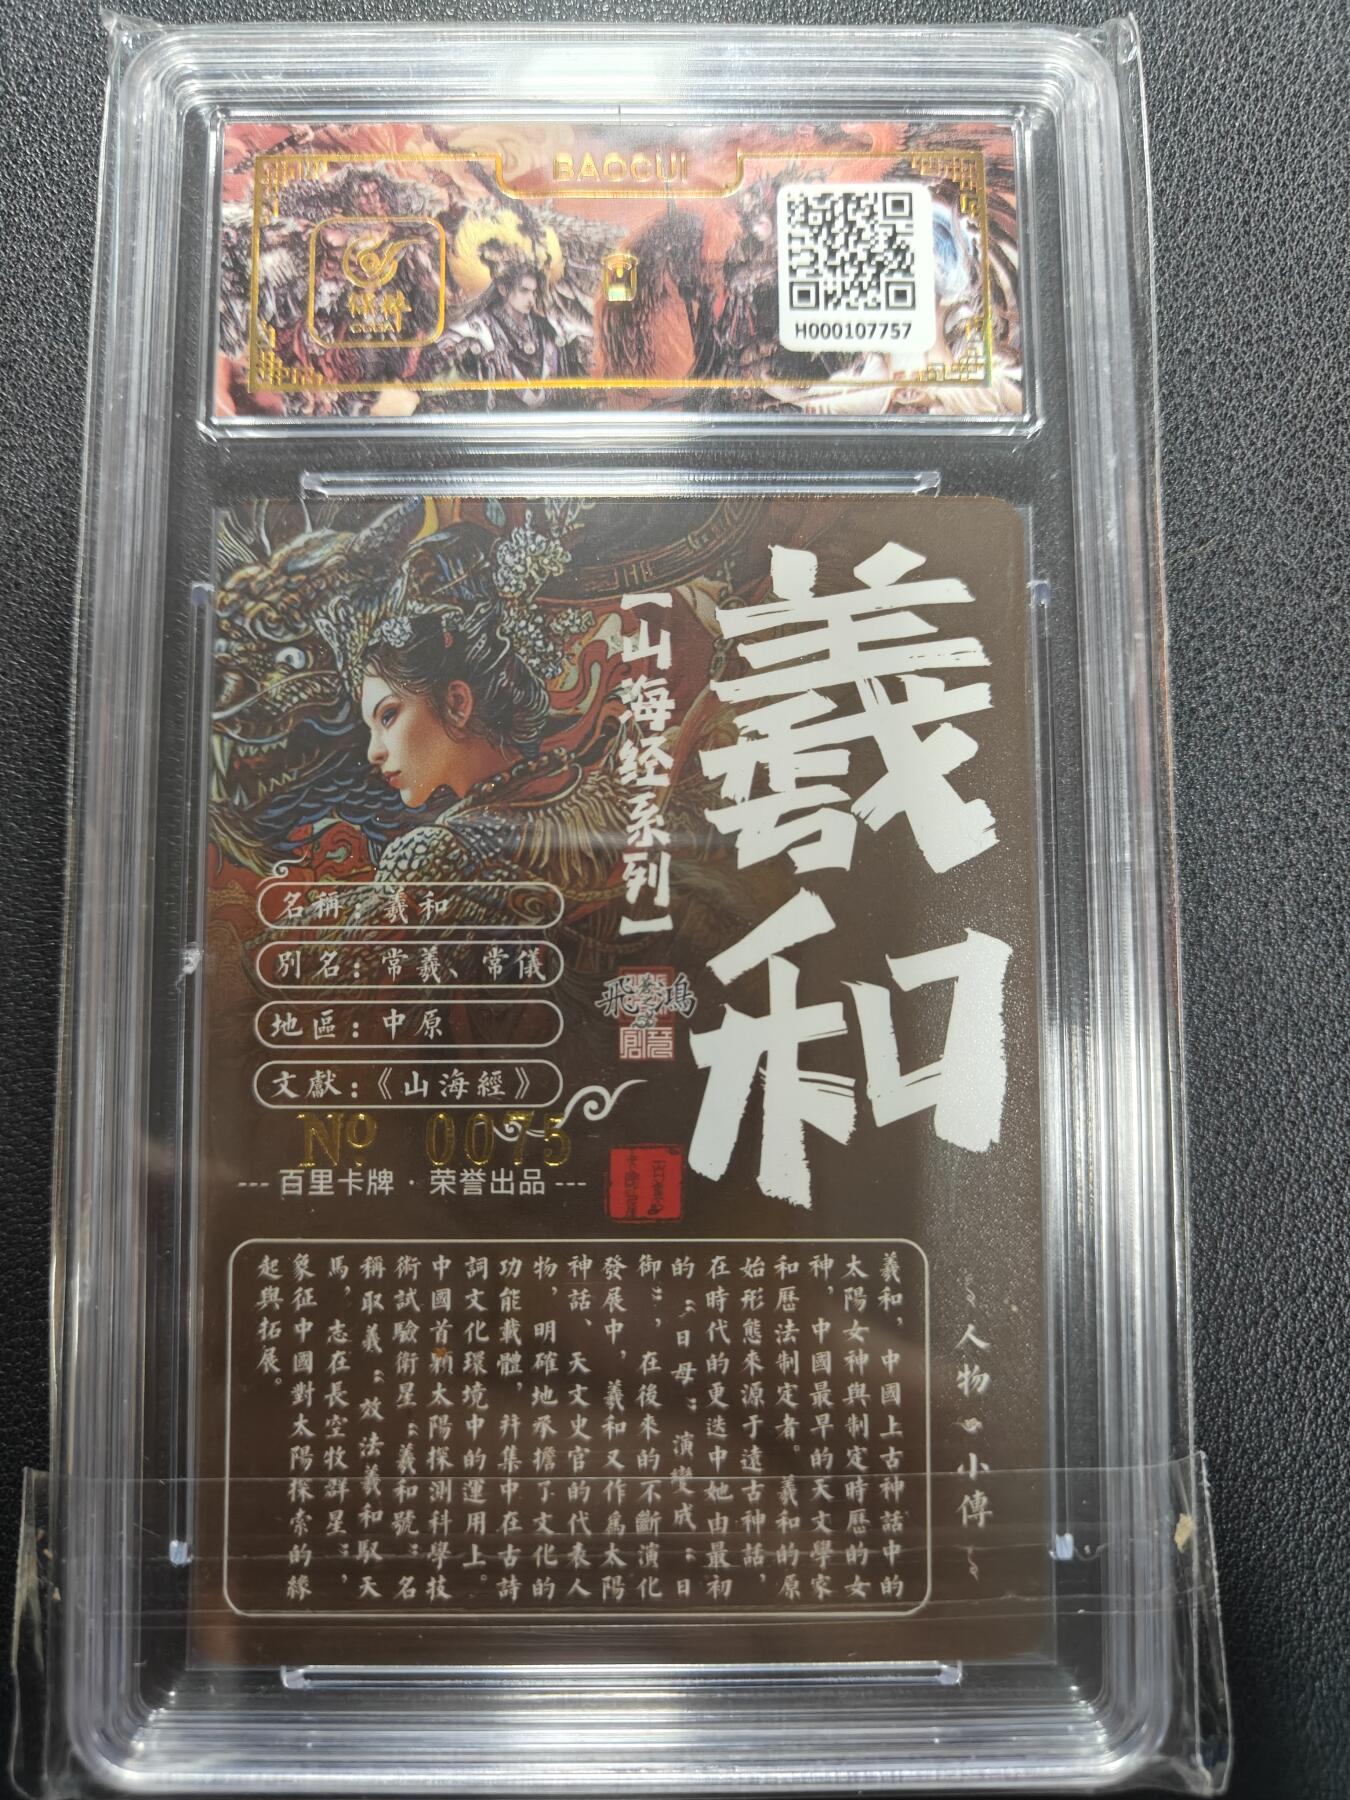 BAOCUI
CCGA
H000107757
羲和
【山海经系列】
名稱：羲和
別名：常羲、常儀
地區：中原
文獻：《山海經》
飛鴻
№ 0075
--- 百里卡牌 · 荣誉出品 ---
人物小傳
羲和，中國上古神話中的
太陽女神與制定時曆的女
神，中國最早的天文學家
和曆法制定者。羲和的原
始形態來源于遠古神話，
在時代的更迭中她由最初
的“日母”演變成“日
御”，在後來的不斷演化
發展中，羲和又作爲太陽
神話、天文史官的代表人
物，明確地承擔了文化的
功能載體，并集中在古詩
詞文化環境中的運用上。
中國首顆太陽探測科學技
術試驗衛星“羲和號”名
稱取義“效法羲和馭天
馬，志在長空牧群星”，
象征中國對太陽探索的緣
起與拓展。